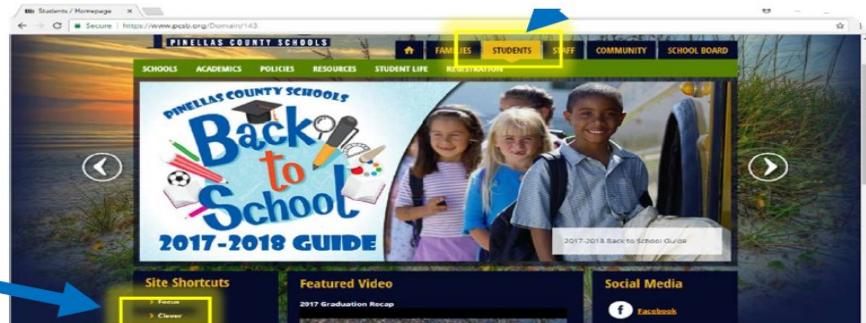 Students / Homepage
Secure | https://www.pcsb.org/Domain/143
PINELLAS COUNTY SCHOOLS
FAMILIES STUDENTS STAFF COMMUNITY SCHOOL BOARD
SCHOOLS ACADEMICS POLICIES RESOURCES STUDENT LIFE REGISTRATION
PINELLAS COUNTY SCHOOLS
Back
to
School
2017-2018 GUIDE
2017-2018 Back to School Guide
Site Shortcuts Featured Video Social Media
Focus
2017 Graduation Recap
Facebook
Clever